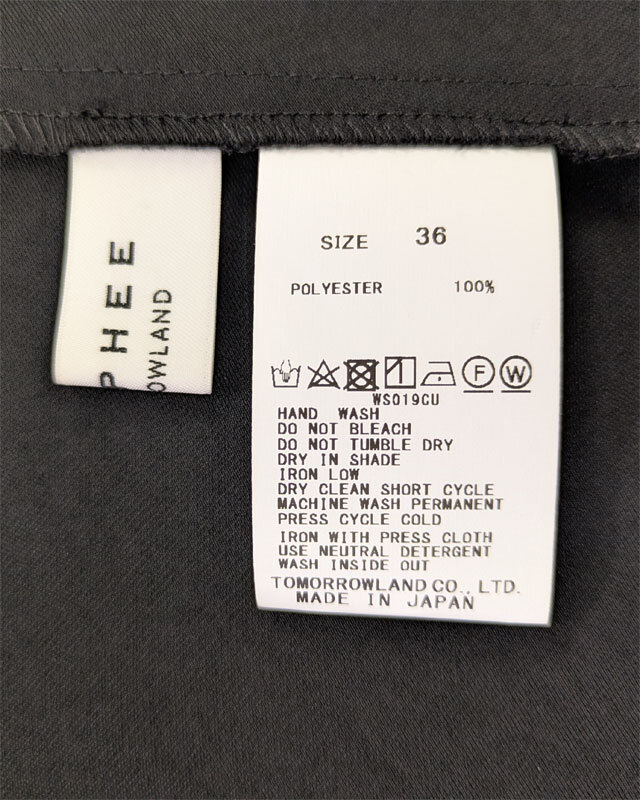 PHEE
OWLAND
SIZE 36
POLYESTER 100%
F W
WS019CU
HAND WASH
DO NOT BLEACH
DO NOT TUMBLE DRY
DRY IN SHADE
IRON LOW
DRY CLEAN SHORT CYCLE
MACHINE WASH PERMANENT
PRESS CYCLE COLD
IRON WITH PRESS CLOTH
USE NEUTRAL DETERGENT
WASH INSIDE OUT
TOMORROWLAND CO., LTD.
MADE IN JAPAN